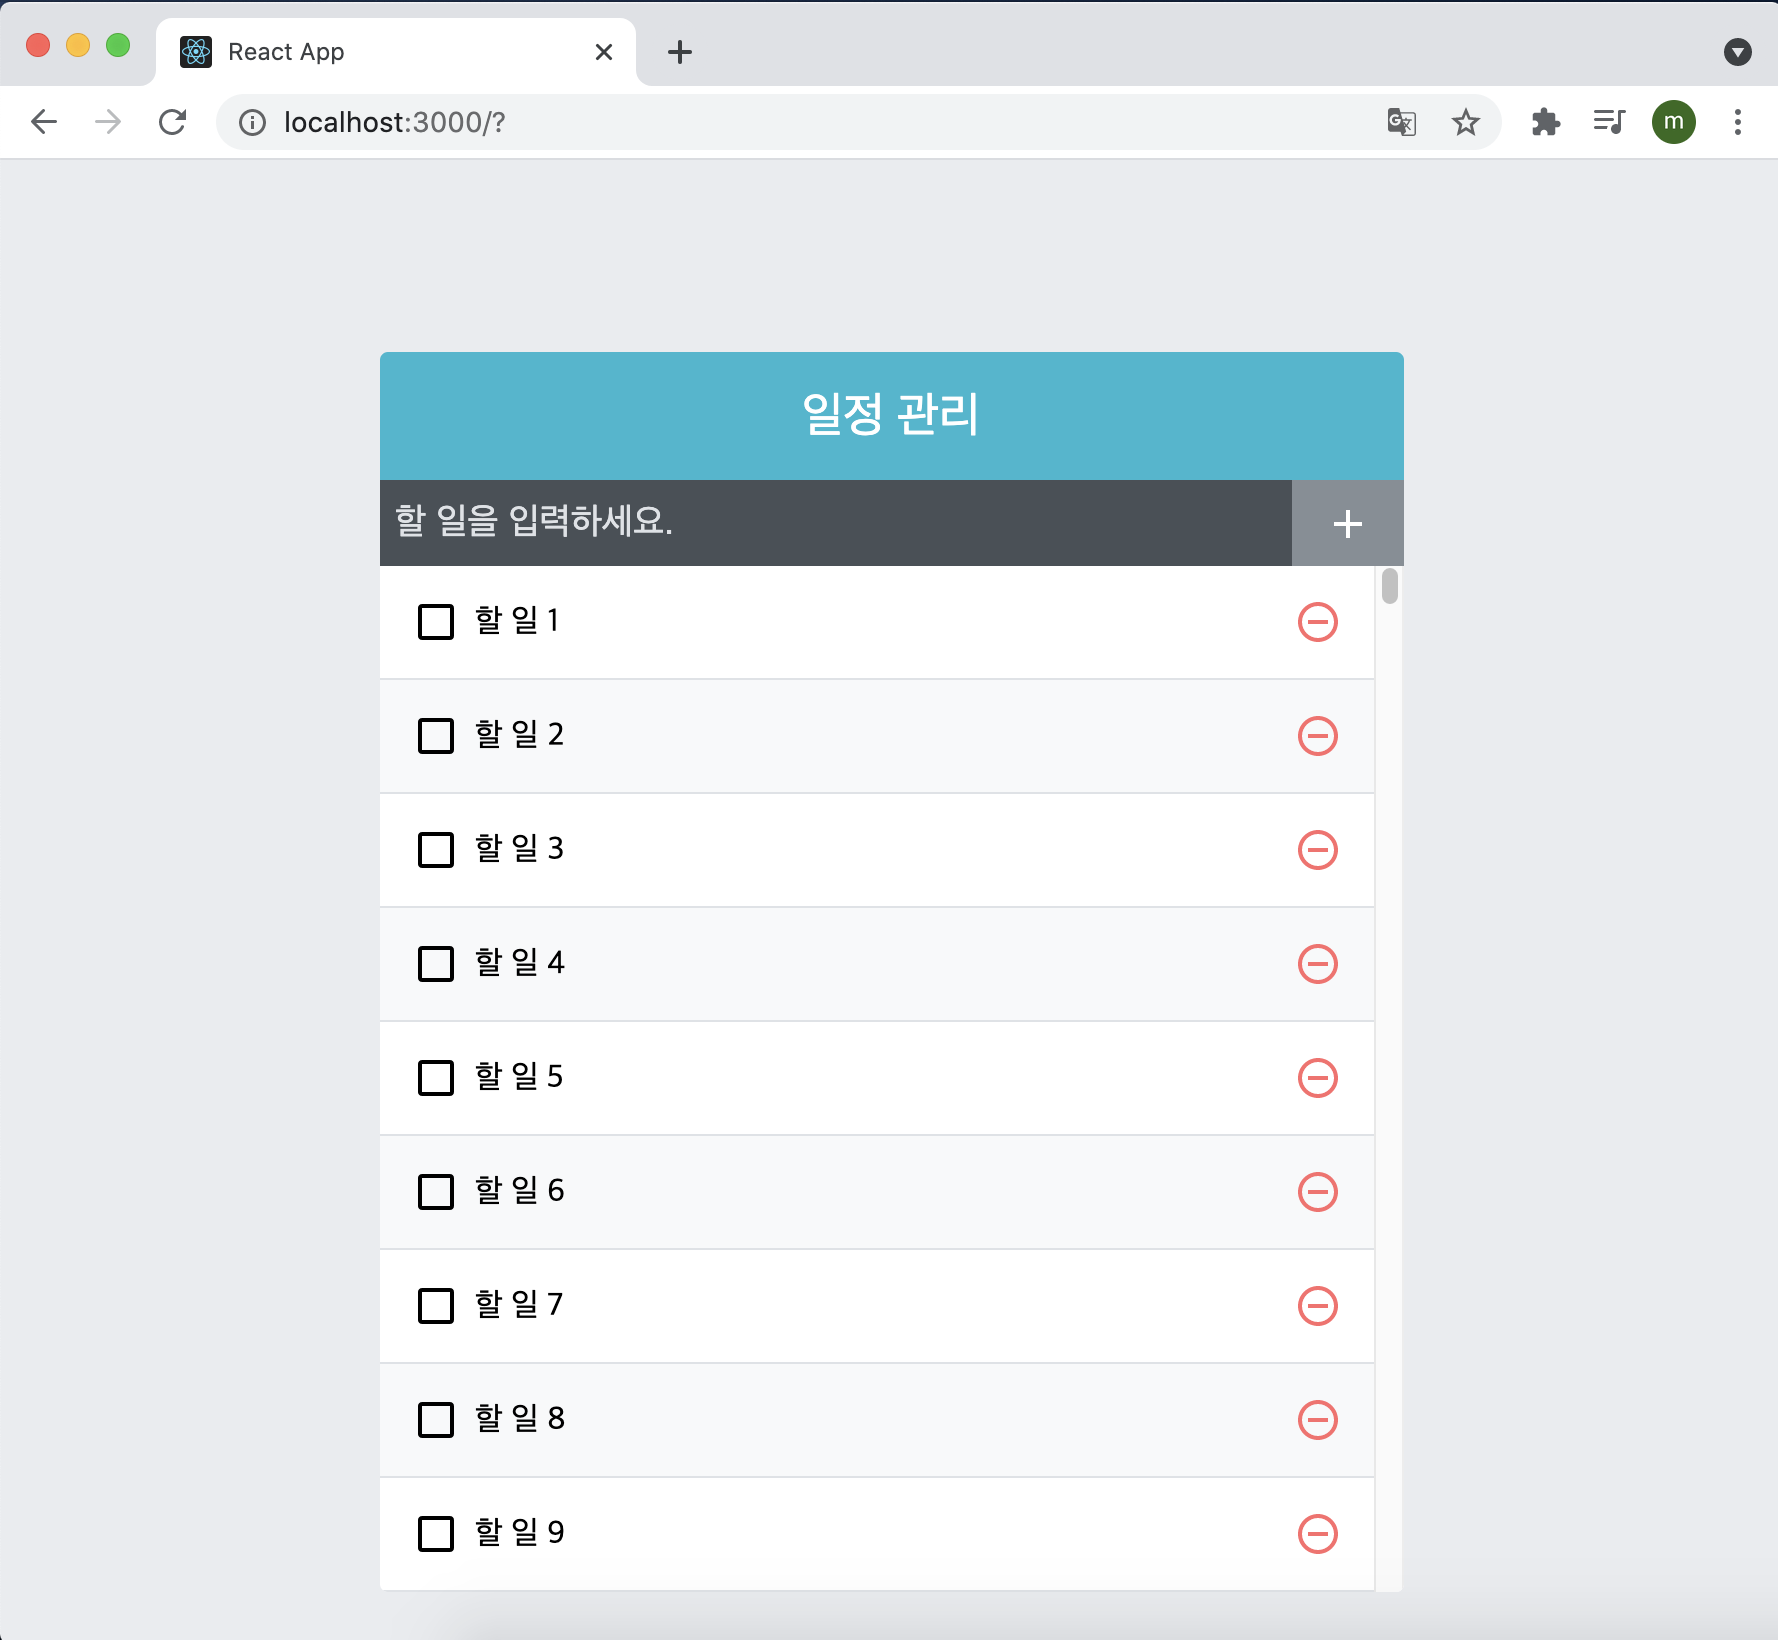 React App
localhost:3000/?
m
일정 관리
할 일을 입력하세요.
할 일 1
할 일 2
할 일 3
할 일 4
할 일 5
할 일 6
할 일 7
할 일 8
할 일 9